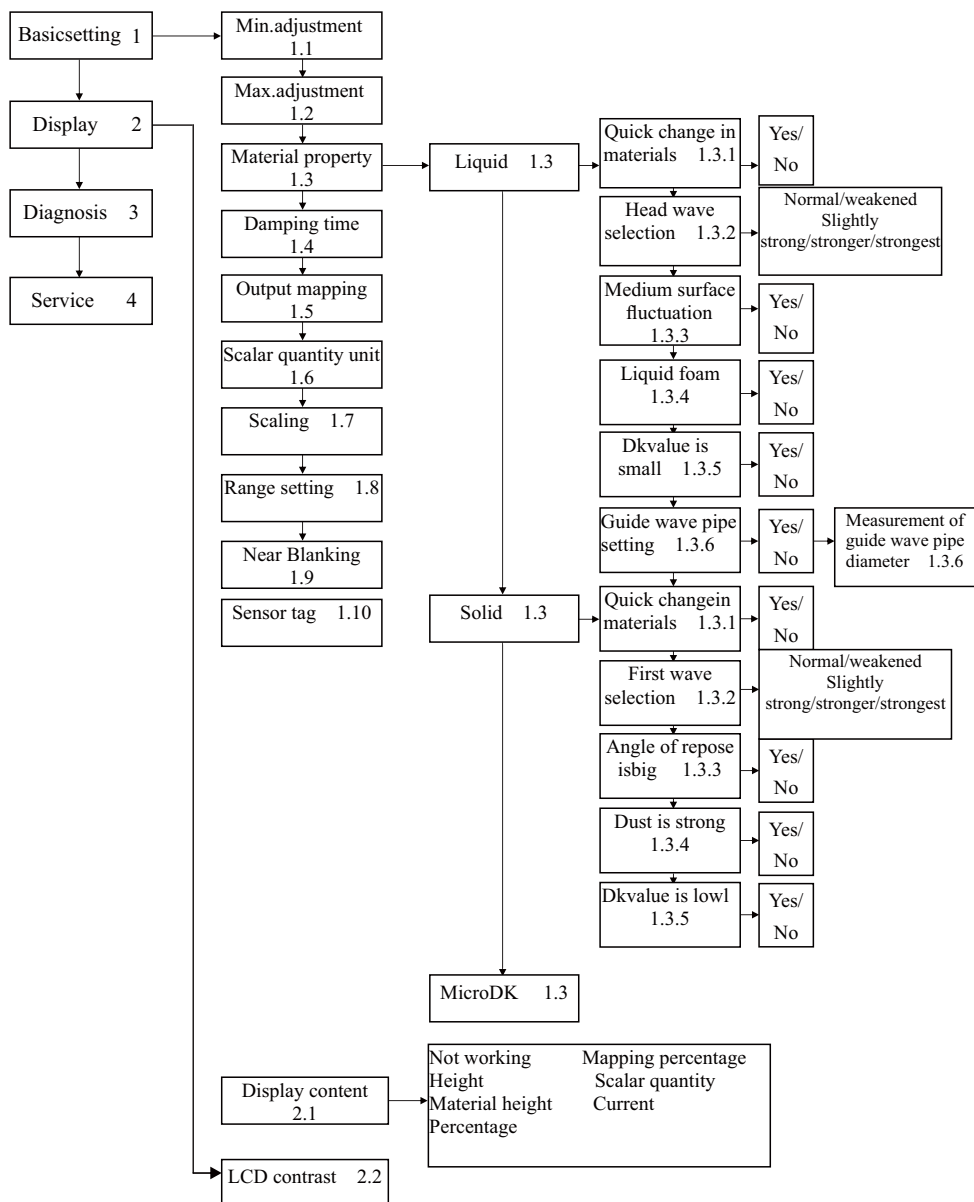 Basicsetting 1
Display 2
Diagnosis 3
Service 4
Min.adjustment
1.1
Max.adjustment
1.2
Material property
1.3
Damping time
1.4
Output mapping
1.5
Scalar quantity unit
1.6
Scaling 1.7
Range setting 1.8
Near Blanking
1.9
Sensor tag 1.10
Liquid 1.3
Quick change in
materials 1.3.1
Yes/
No
Head wave
selection 1.3.2
Normal/weakened
Slightly
strong/stronger/strongest
Medium surface
fluctuation
1.3.3
Yes/
No
Liquid foam
1.3.4
Yes/
No
Dkvalue is
small 1.3.5
Yes/
No
Guide wave pipe
setting 1.3.6
Yes/
No
Measurement of
guide wave pipe
diameter 1.3.6
Solid 1.3
Quick changein
materials 1.3.1
Yes/
No
First wave
selection 1.3.2
Normal/weakened
Slightly
strong/stronger/strongest
Angle of repose
isbig 1.3.3
Yes/
No
Dust is strong
1.3.4
Yes/
No
Dkvalue is lowl
1.3.5
Yes/
No
MicroDK 1.3
Display content
2.1
Not working Mapping percentage
Height Scalar quantity
Material height Current
Percentage
LCD contrast 2.2